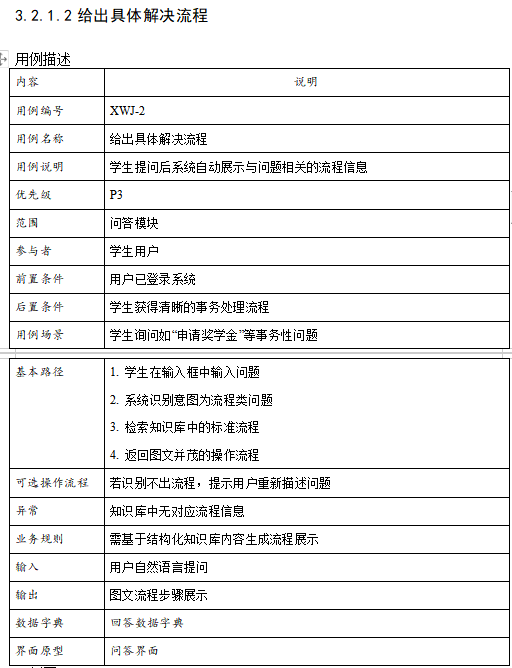 3.2.1.2 给出具体解决流程
用例描述
内容 说明
用例编号 XWJ-2
用例名称 给出具体解决流程
用例说明 学生提问后系统自动展示与问题相关的流程信息
优先级 P3
范围 问答模块
参与者 学生用户
前置条件 用户已登录系统
后置条件 学生获得清晰的事务处理流程
用例场景 学生询问如“申请奖学金”等事务性问题
基本路径 1. 学生在输入框中输入问题
2. 系统识别意图为流程类问题
3. 检索知识库中的标准流程
4. 返回图文并茂的操作流程
可选操作流程 若识别不出流程，提示用户重新描述问题
异常 知识库中无对应流程信息
业务规则 需基于结构化知识库内容生成流程展示
输入 用户自然语言提问
输出 图文流程步骤展示
数据字典 回答数据字典
界面原型 问答界面